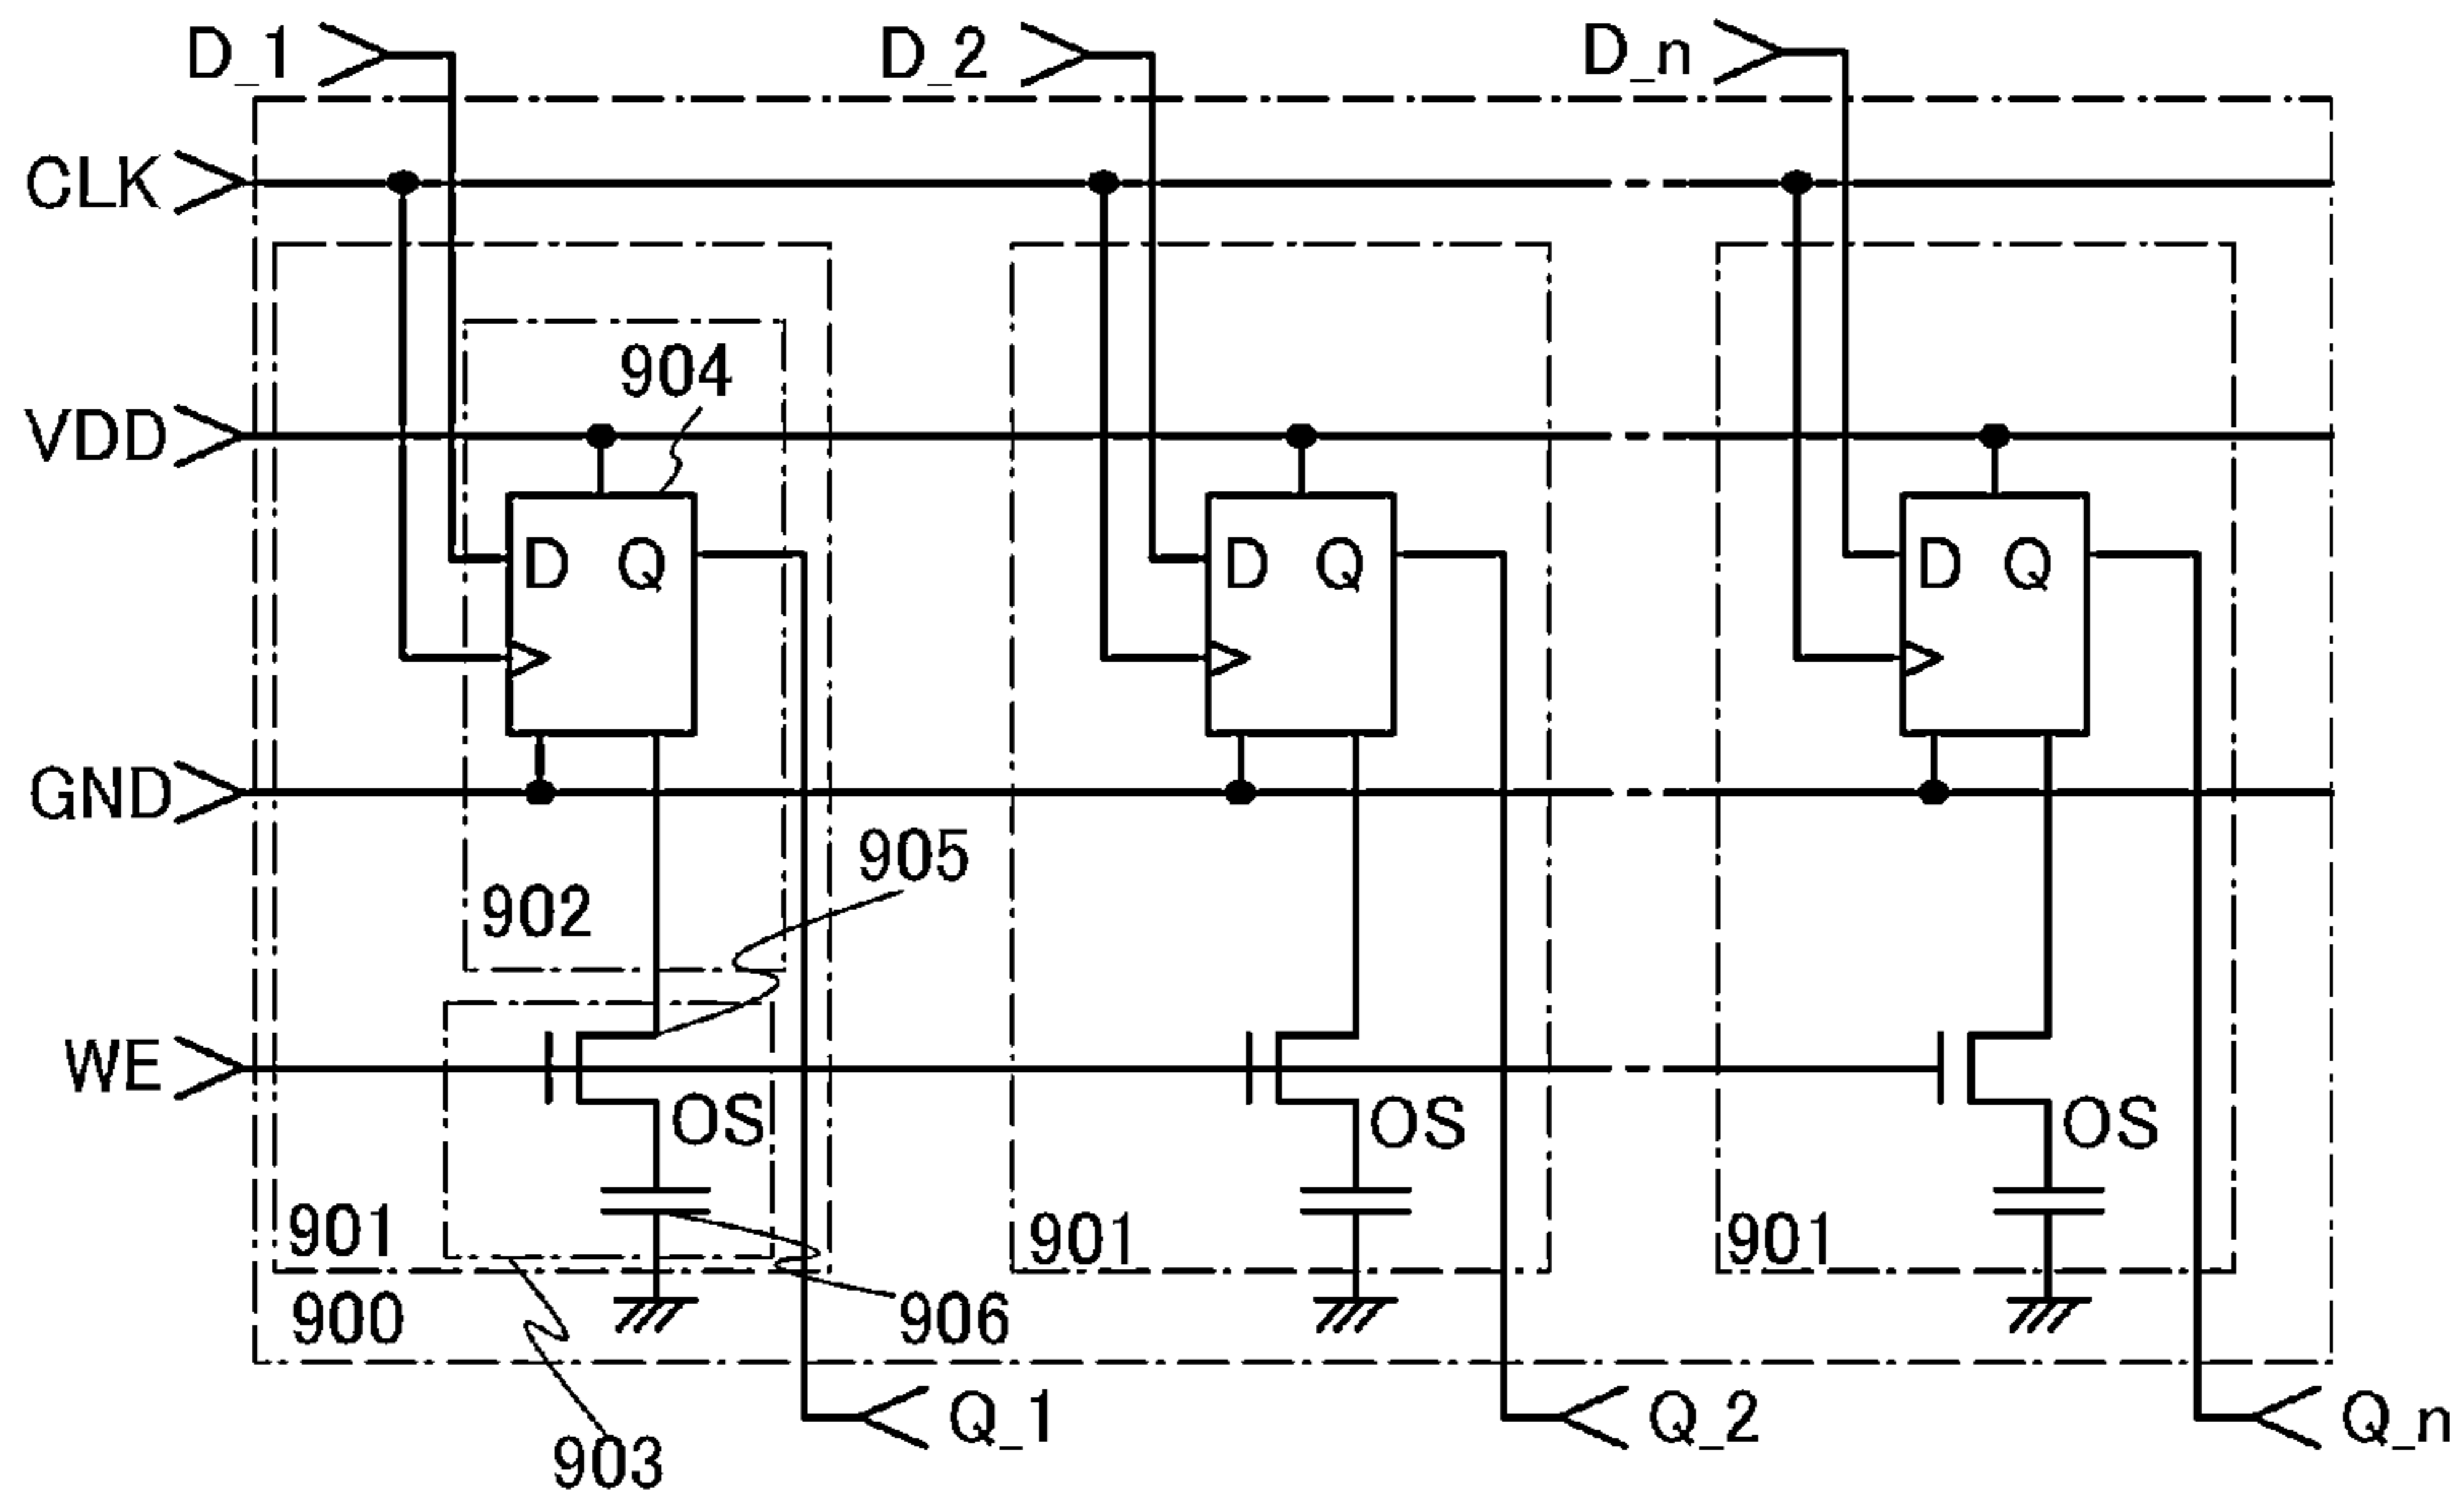 D_1
D_2
D_n
CLK
904
VDD
D Q
D Q
D Q
GND
905
902
WE
OS
OS
OS
901
901
901
900
906
Q_1
Q_2
Q_n
903